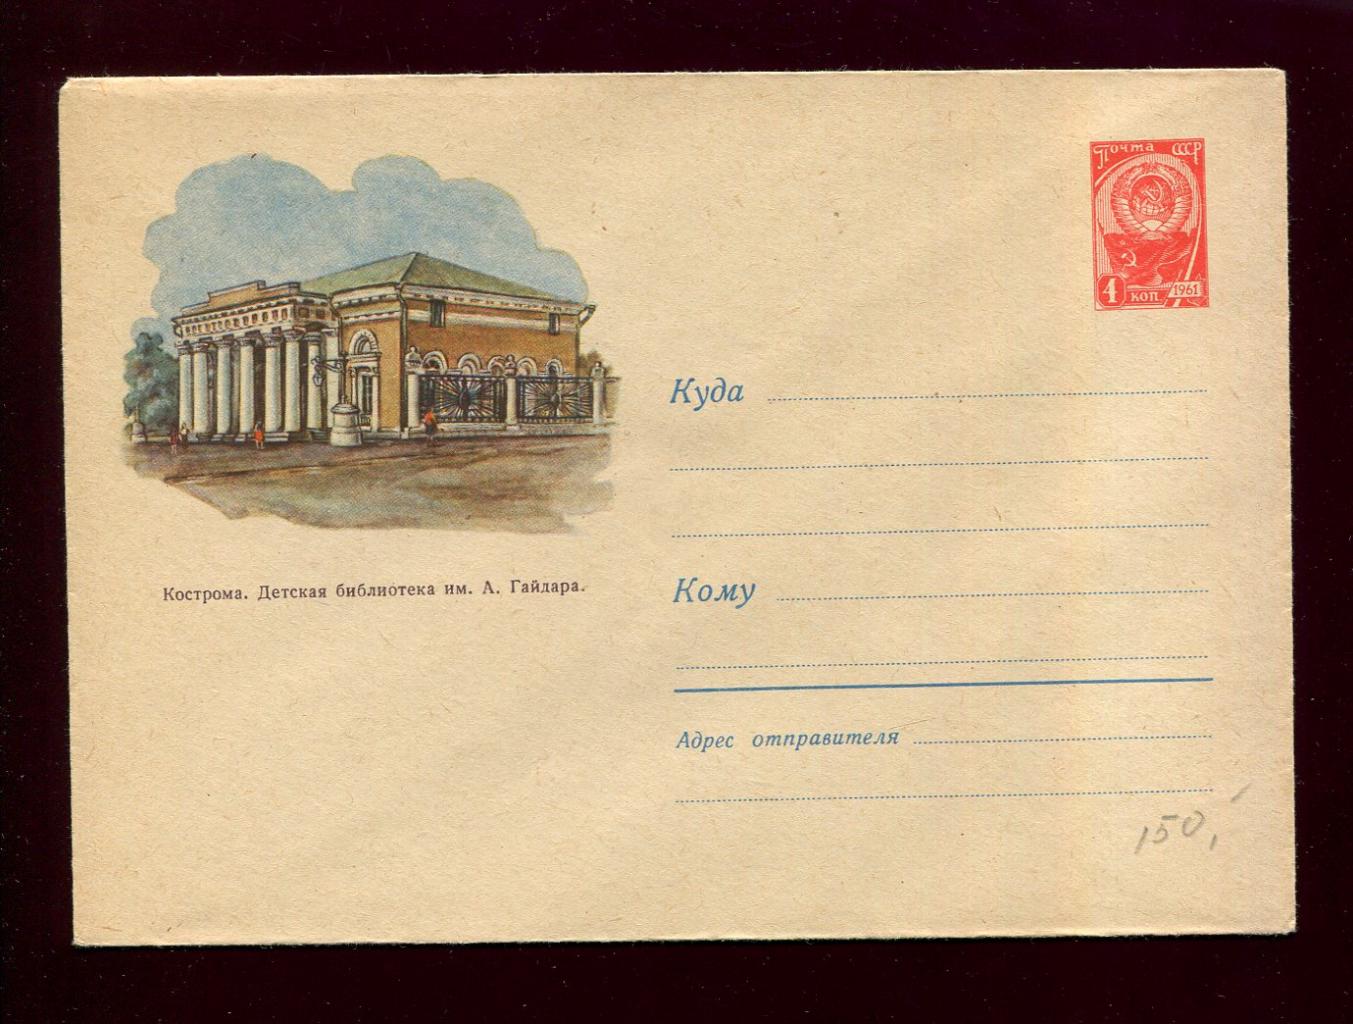 Почта СССР
4 коп 1961
Куда
Кому
Кострома. Детская библиотека им. А. Гайдара.
Адрес отправителя
150,